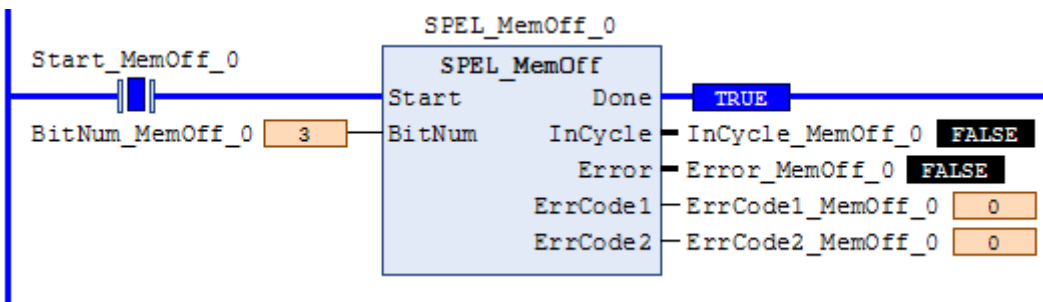 SPEL_MemOff_0
Start_MemOff_0
SPEL_MemOff
Start Done TRUE
BitNum_MemOff_0 3 BitNum InCycle InCycle_MemOff_0 FALSE
Error Error_MemOff_0 FALSE
ErrCode1 ErrCode1_MemOff_0 0
ErrCode2 ErrCode2_MemOff_0 0